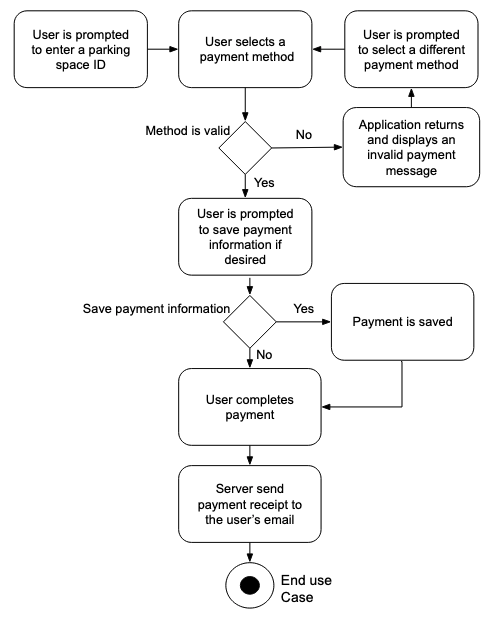 User is prompted
to enter a parking
space ID
User selects a
payment method
User is prompted
to select a different
payment method
Method is valid
No
Application returns
and displays an
invalid payment
message
Yes
User is prompted
to save payment
information if
desired
Save payment information
Yes
Payment is saved
No
User completes
payment
Server send
payment receipt to
the user's email
End use
Case